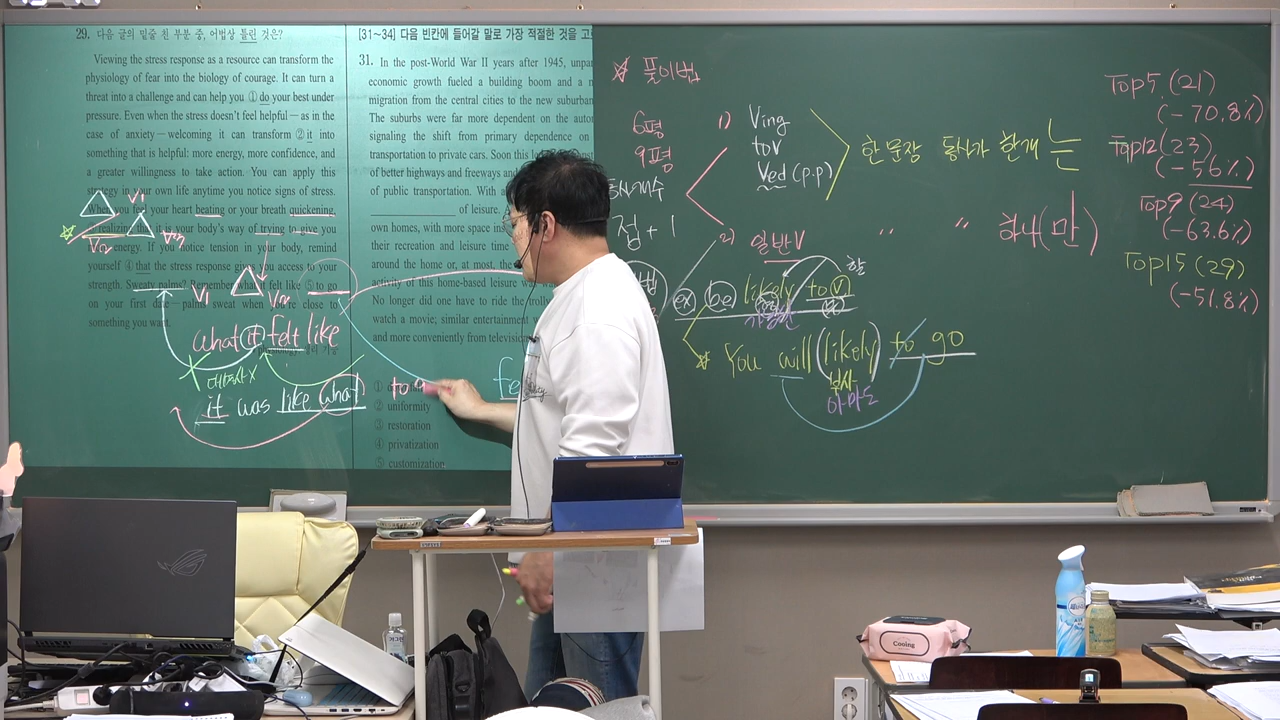 29. 다음 글의 밑줄 친 부분 중, 어법상 틀린 것은?
Viewing the stress response as a resource can transform the
physiology of fear into the biology of courage. It can turn a
threat into a challenge and can help you ① do your best under
pressure. Even when the stress doesn't feel helpful — as in the
case of anxiety — welcoming it can transform ② it into
something that is helpful: more energy, more confidence, and
a greater willingness to take action. You can apply this
strategy in your own life anytime you notice signs of stress.
When you feel your heart beating or your breath quickening,
realizing that it is your body's way of trying to give you
energy. If you notice tension in your body, remind
yourself ④ that the stress response gives you access to your
strength. Sweaty palms? Remember what it felt like ⑤ to go
on your first date — palms sweat when you're close to
something you want.
V1
V2
V1
what it felt like
대명사X
it was like what
[31~34] 다음 빈칸에 들어갈 말로 가장 적절한 것을
31. In the post-World War II years after 1945,
economic growth fueled a building boom and a
migration from the central cities to the new suburban
The suburbs were far more dependent on the
signaling the shift from primary dependence on
transportation to private cars. Soon this
of better highways and freeways and
of public transportation. With
of leisure.
own homes, with more space
their recreation and leisure time
around the home or, at most, the
activity of this home-based leisure was
No longer did one have to ride the
watch a movie; similar entertainment
and more conveniently from
②  uniformity
③ restoration
④ privatization
⑤ customization
풀이법
6평
9평
접+1
1) Ving
tov
Ved (p.p)
한문장 동사가 한개 는
2) 일반V
" " 하나(만)
ex be likely to v
할
You will (likely) to go
부사
아마도
Top5 (21)
(-70.8%)
Top12 (23)
(-56%)
Top9 (24)
(-63.6%)
Top15 (29)
(-51.8%)
Cooing